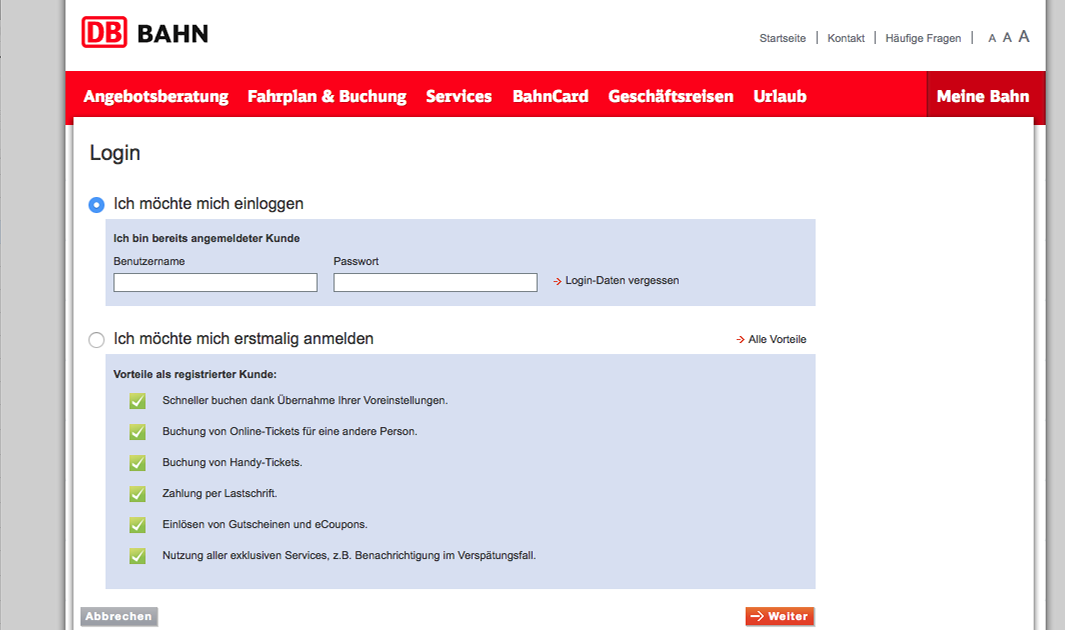 DB BAHN
Startseite | Kontakt | Häufige Fragen | A A A
Angebotsberatung Fahrplan & Buchung Services BahnCard Geschäftsreisen Urlaub Meine Bahn
Login
Ich möchte mich einloggen
Ich bin bereits angemeldeter Kunde
Benutzername Passwort
Login-Daten vergessen
Ich möchte mich erstmalig anmelden Alle Vorteile
Vorteile als registrierter Kunde:
Schneller buchen dank Übernahme Ihrer Voreinstellungen.
Buchung von Online-Tickets für eine andere Person.
Buchung von Handy-Tickets.
Zahlung per Lastschrift.
Einlösen von Gutscheinen und eCoupons.
Nutzung aller exklusiven Services, z.B. Benachrichtigung im Verspätungsfall.
Abbrechen Weiter